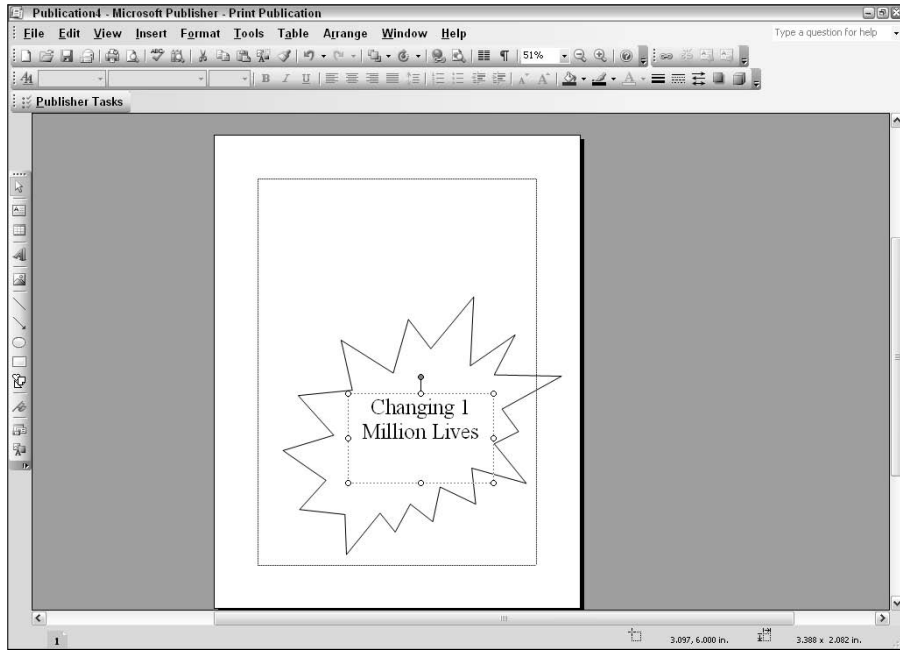 Publication4 - Microsoft Publisher - Print Publication
File Edit View Insert Format Tools Table Arrange Window Help
Type a question for help
51%
B I U
Publisher Tasks
Changing 1
Million Lives
1
3.097, 6.000 in.
3.388 x 2.082 in.